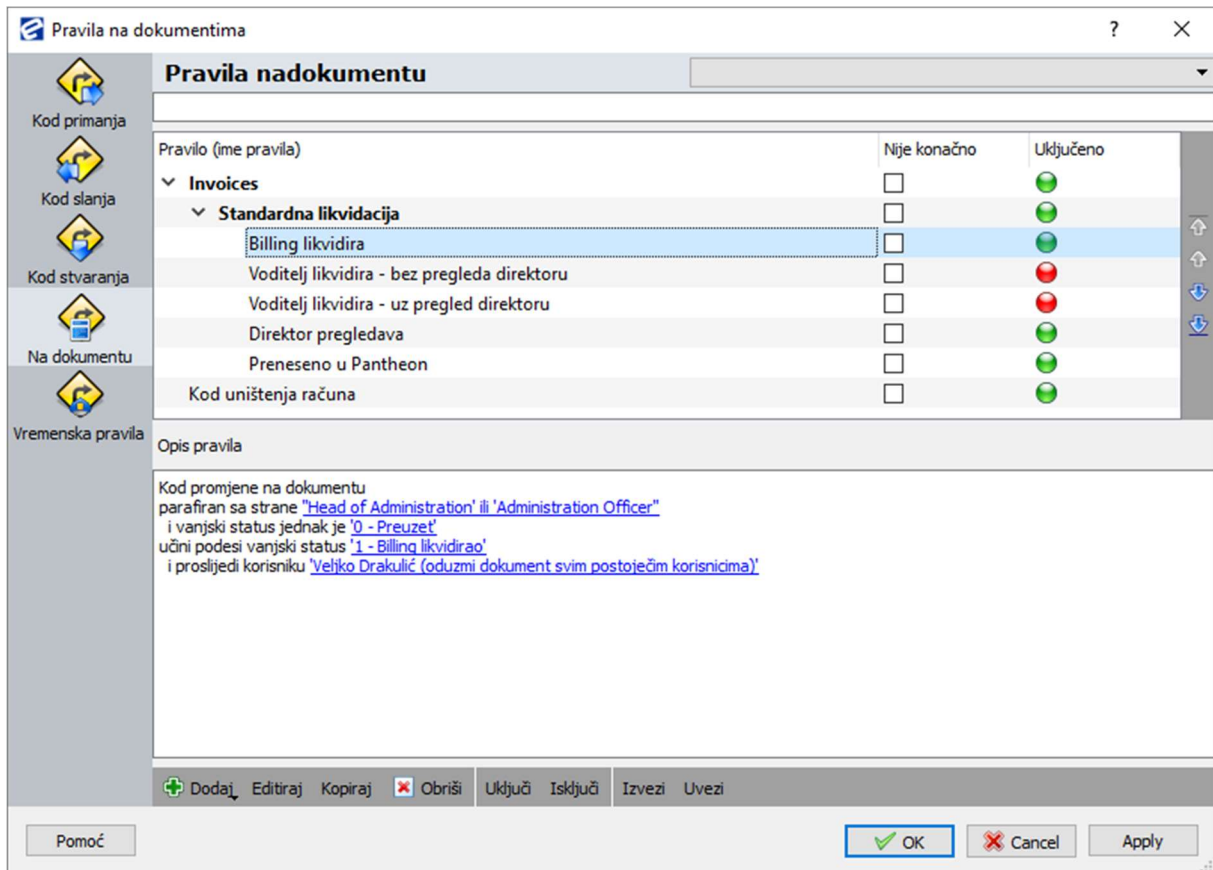 Pravila na dokumentima
?
Kod primanja
Kod slanja
Kod stvaranja
Na dokumentu
Vremenska pravila
Pravila nadokumentu
Pravilo (ime pravila) Nije konačno Uključeno
Invoices
Standardna likvidacija
Billing likvidira
Voditelj likvidira - bez pregleda direktoru
Voditelj likvidira - uz pregled direktoru
Direktor pregledava
Preneseno u Pantheon
Kod uništenja računa
Opis pravila
Kod promjene na dokumentu
parafiran sa strane "Head of Administration' ili 'Administration Officer"
i vanjski status jednak je '0 - Preuzet'
učini podesi vanjski status '1 - Billing likvidirao'
i proslijedi korisniku 'Veljko Drakulić (oduzmi dokument svim postoječim korisnicima)'
Dodaj Editiraj Kopiraj Obriši Uključi Isključi Izvezi Uvezi
Pomoć OK Cancel Apply